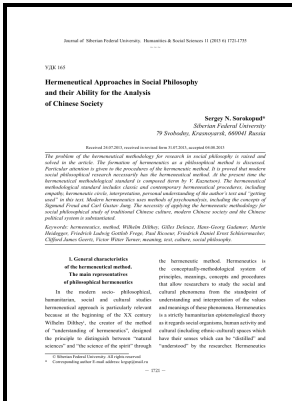 Journal of Siberian Federal University. Humanities & Social Sciences 11 (2013 6) 1721-1735
~ ~ ~
УДК 165
Hermeneutical Approaches in Social Philosophy
and their Ability for the Analysis
of Chinese Society
Sergey N. Sorokopud*
Siberian Federal University
79 Svobodny, Krasnoyarsk, 660041 Russia
Received 24.07.2013, received in revised form 31.07.2013, accepted 04.08.2013
The problem of the hermeneutical methodology for research in social philosophy is raised and
solved in the article. The formation of hermeneutics as a philosophical method is discussed.
Particular attention is given to the procedures of the hermeneutic method. It is proved that modern
social philosophical research necessarily has the hermeneutical method. At the present time the
hermeneutical methodological standard is composed stated by V. Kuznetsov. The hermeneutical
methodological standard includes classic and contemporary hermeneutical procedures, including
empathy, hermeneutic circle, interpretation, personal understanding of the author's text and "getting
used" in this text. Modern hermeneutics uses methods of psychoanalysis, including the concepts of
Sigmund Freud and Carl Gustav Jung. The necessity of applying the hermeneutic methodology for
social philosophical study of traditional Chinese culture, modern Chinese society and the Chinese
political system is substantiated.
Keywords: hermeneutics, method, Wilhelm Dilthey, Gilles Deleuze, Hans-Georg Gadamer, Martin
Heidegger, Friedrich Ludwig Gottlob Frege, Paul Ricoeur, Friedrich Daniel Ernst Schleiermacher,
Clifford James Geertz, Victor Witter Turner, meaning, text, culture, social philosophy.
1. General characteristics
of the hermeneutical method.
The main representatives
of philosophical hermeneutics
In the modern socio- philosophical,
humanitarian, social and cultural studies
hermeneutical approach is particularly relevant
because at the beginning of the XX century
Wilhelm Dilthey', the creator of the method
of "understanding of hermeneutics", designed
the principle to distinguish between "natural
sciences" and "the science of the spirit" through
the hermeneutic method. Hermeneutics is
the conceptually-methodological system of
principles, meanings, concepts and procedures
that allow researchers to study the social and
cultural phenomena from the standpoint of
understanding and interpretation of the values
and meanings of these phenomena. Hermeneutics
is a strictly humanitarian epistemological theory
as it regards social organisms, human activity and
cultural (including ethnic-cultural) spaces which
have their senses which can be "distilled" and
"understood" by the researcher. Hermeneutics
© Siberian Federal University. All rights reserved
* Corresponding author E-mail address: kopyt@mail.ru
– 1721 –